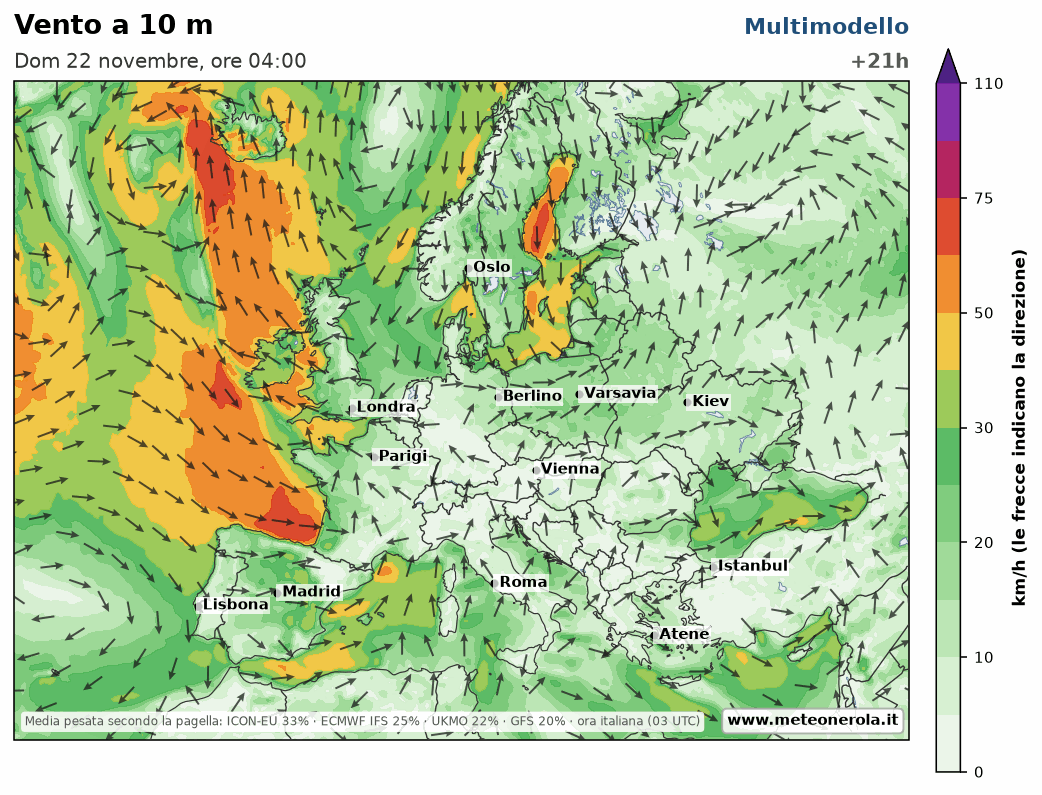 Vento a 10 m
Multimodello
Dom 22 novembre, ore 04:00
+21h
110
75
50
30
20
10
0
km/h (le frecce indicano la direzione)
Oslo
Berlino
Varsavia
Kiev
Londra
Parigi
Vienna
Istanbul
Roma
Madrid
Lisbona
Atene
Media pesata secondo la pagella: ICON-EU 33% · ECMWF IFS 25% · UKMO 22% · GFS 20% · ora italiana (03 UTC)
www.meteonerola.it